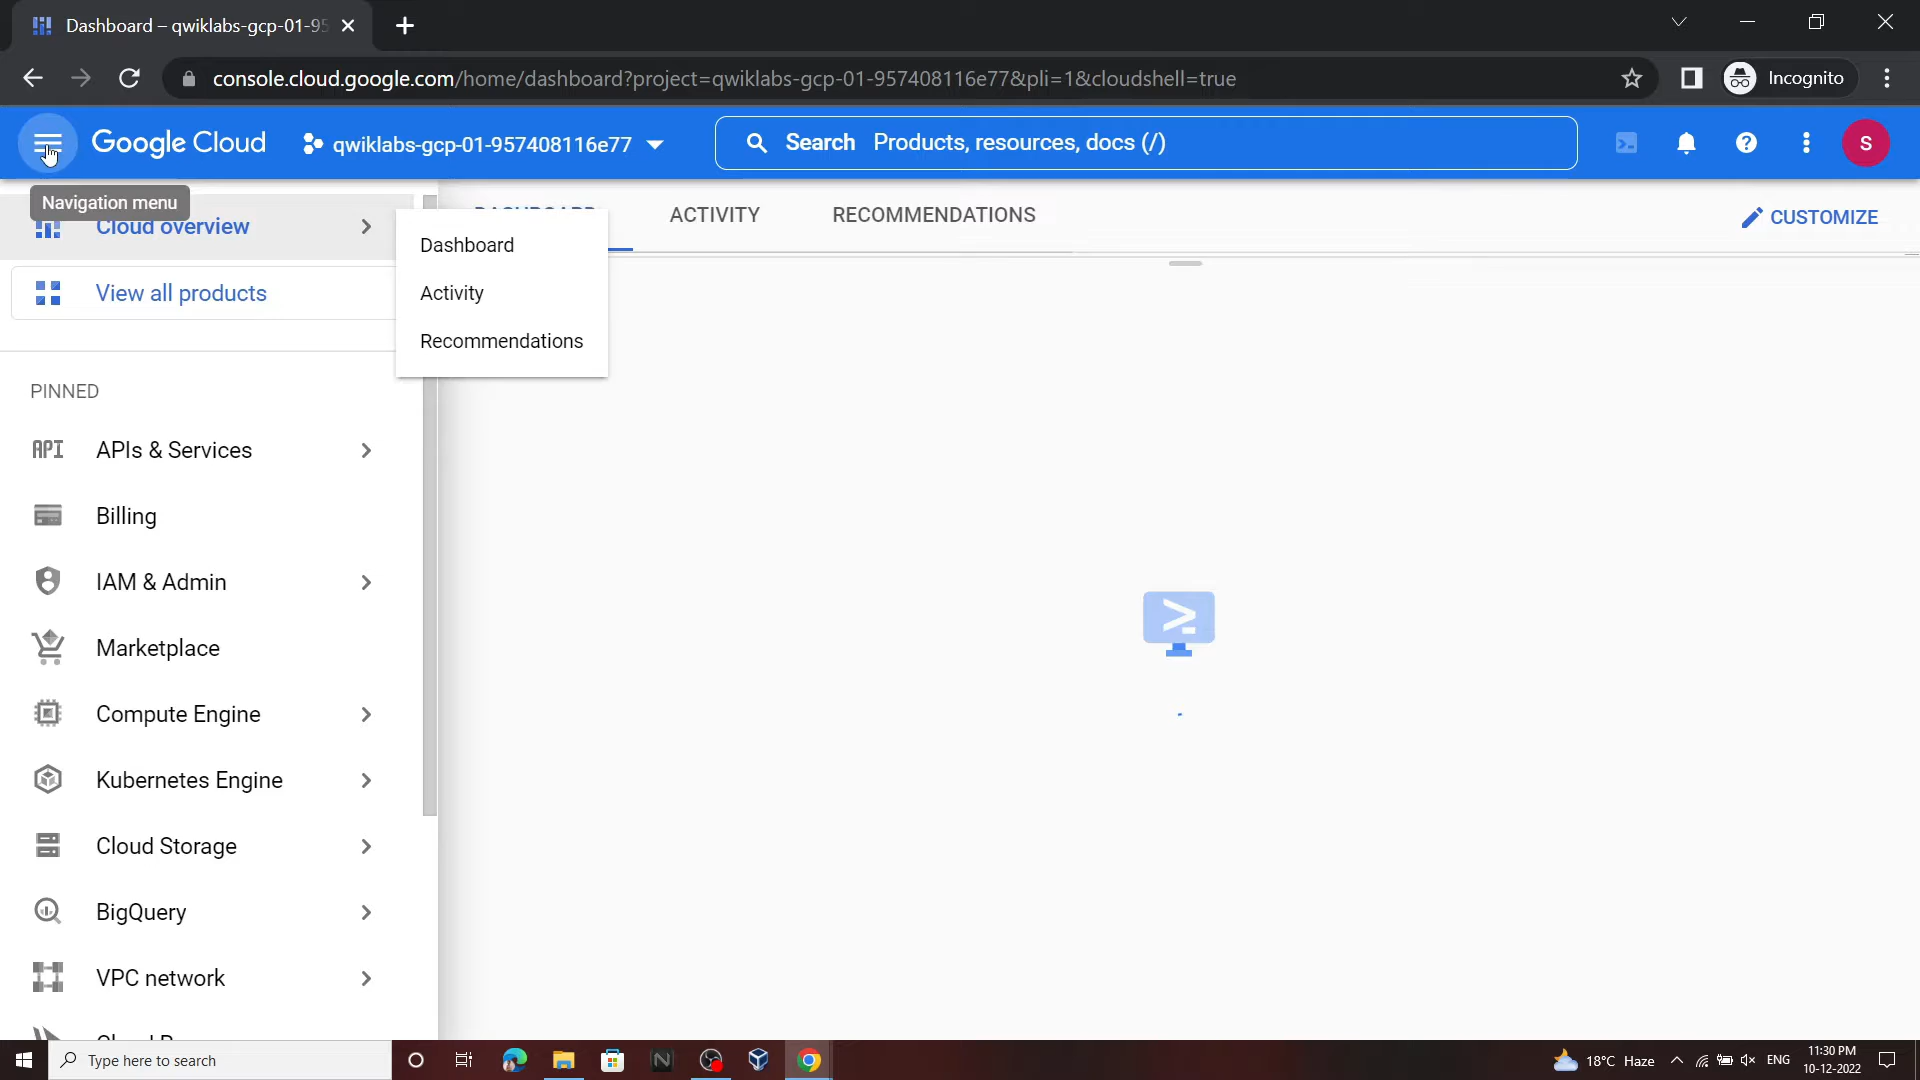 Dashboard – qwiklabs-gcp-01-95
console.cloud.google.com/home/dashboard?project=qwiklabs-gcp-01-957408116e77&pli=1&cloudshell=true
Incognito
Google Cloud
qwiklabs-gcp-01-957408116e77
Search Products, resources, docs (/)
S
Navigation menu
Cloud overview
DASHBOARD
ACTIVITY
RECOMMENDATIONS
CUSTOMIZE
Dashboard
Activity
Recommendations
View all products
PINNED
API
APIs & Services
Billing
IAM & Admin
Marketplace
Compute Engine
Kubernetes Engine
Cloud Storage
BigQuery
VPC network
Type here to search
18°C Haze
ENG
11:30 PM
10-12-2022